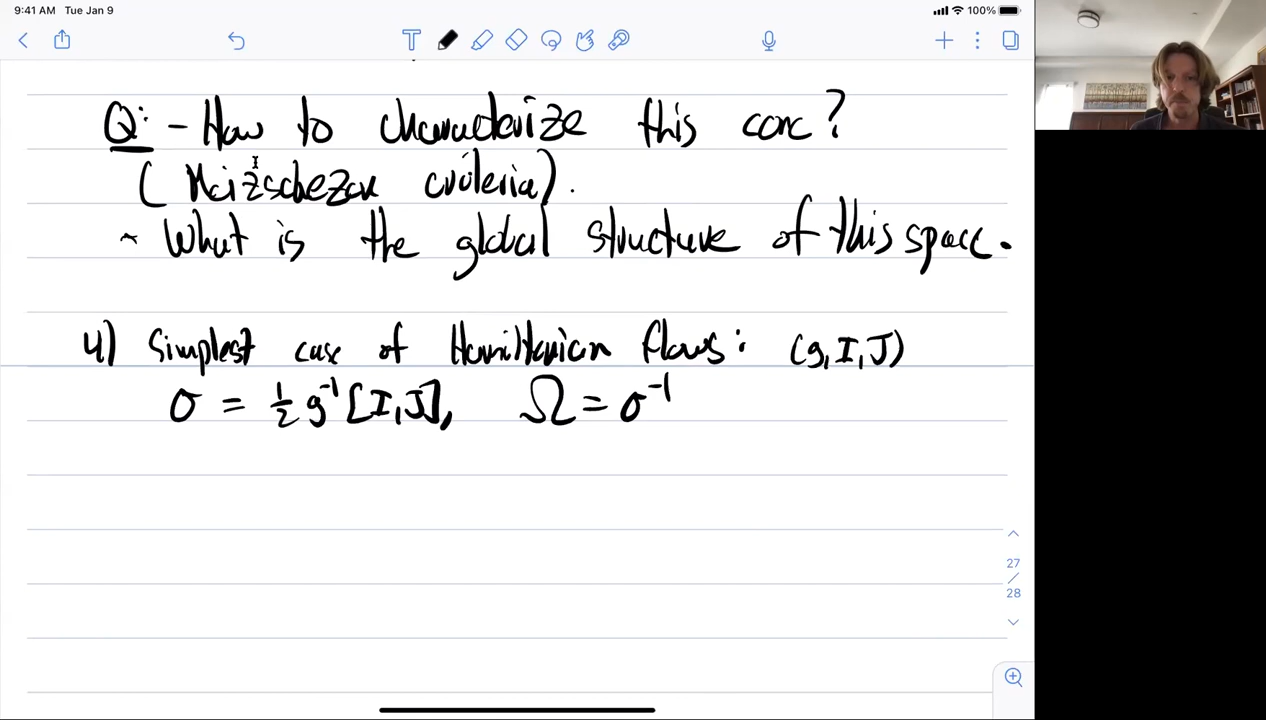 9:41 AM Tue Jan 9
100%
Q: - How to characterize this cone?
(Neizschezan criteria).
- What is the global structure of this space.
4) Simplest case of Hamiltonian flows: (g, I, J)
σ = ½ g⁻¹ [I, J], Ω = σ⁻¹
27
/
28